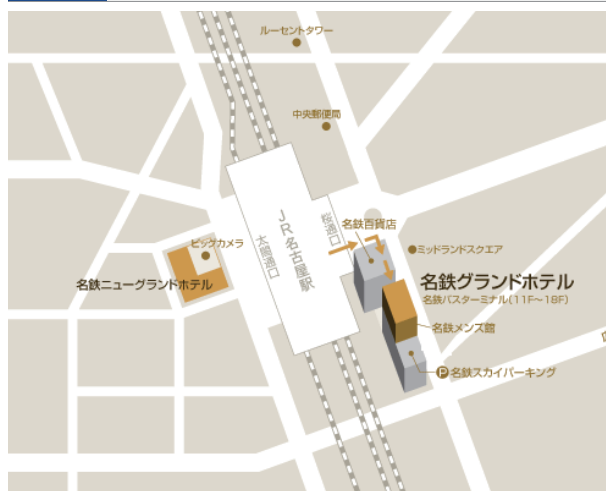 ルーセントタワー
中央郵便局
桜通口
JR名古屋駅
太閤通口
名鉄百貨店
ビックカメラ
ミッドランドスクエア
名鉄ニューグランドホテル
名鉄グランドホテル
名鉄バスターミナル(11F〜18F)
名鉄メンズ館
P 名鉄スカイパーキング